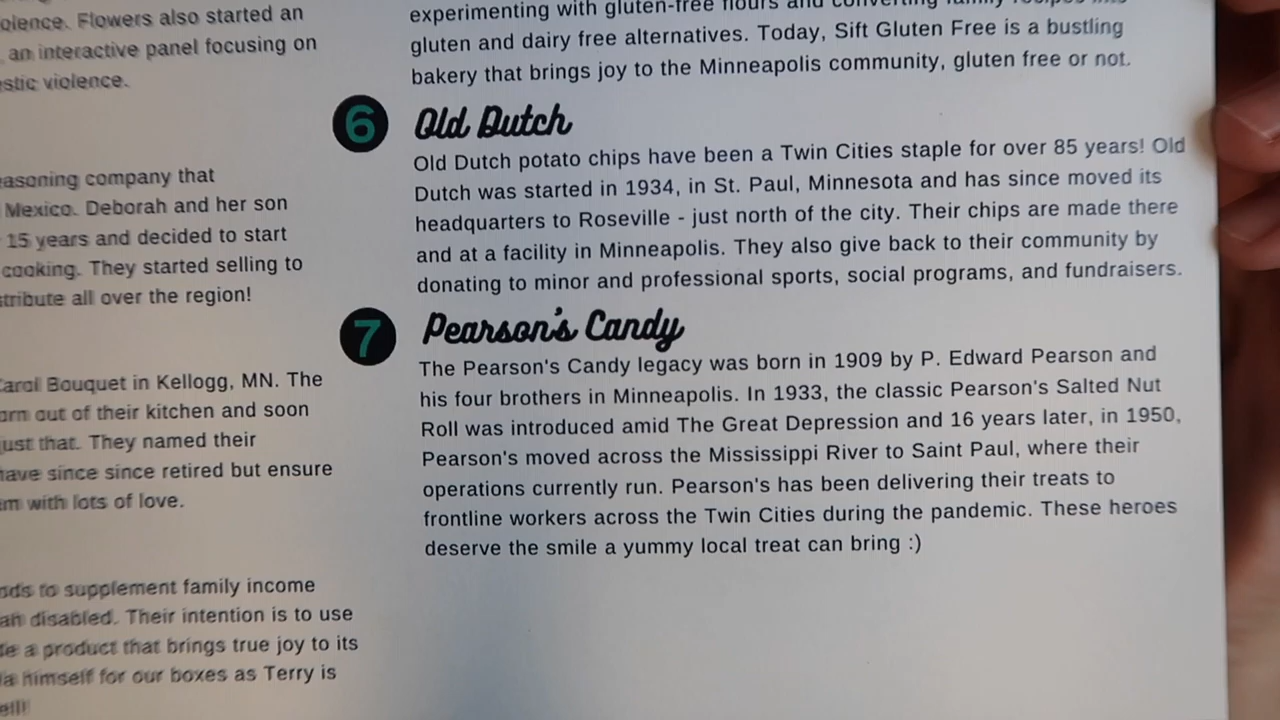 olence. Flowers also started an
an interactive panel focusing on
stic violence.
easoning company that
Mexico. Deborah and her son
15 years and decided to start
cooking. They started selling to
stribute all over the region!
Carol Bouquet in Kellogg, MN. The
orn out of their kitchen and soon
just that. They named their
have since since retired but ensure
em with lots of love.
nds to supplement family income
an disabled. Their intention is to use
a product that brings true joy to its
himself for our boxes as Terry is
experimenting with gluten-free flours and converting family recipes into
gluten and dairy free alternatives. Today, Sift Gluten Free is a bustling
bakery that brings joy to the Minneapolis community, gluten free or not.
6 Old Dutch
Old Dutch potato chips have been a Twin Cities staple for over 85 years! Old
Dutch was started in 1934, in St. Paul, Minnesota and has since moved its
headquarters to Roseville - just north of the city. Their chips are made there
and at a facility in Minneapolis. They also give back to their community by
donating to minor and professional sports, social programs, and fundraisers.
7 Pearson's Candy
The Pearson's Candy legacy was born in 1909 by P. Edward Pearson and
his four brothers in Minneapolis. In 1933, the classic Pearson's Salted Nut
Roll was introduced amid The Great Depression and 16 years later, in 1950,
Pearson's moved across the Mississippi River to Saint Paul, where their
operations currently run. Pearson's has been delivering their treats to
frontline workers across the Twin Cities during the pandemic. These heroes
deserve the smile a yummy local treat can bring :)